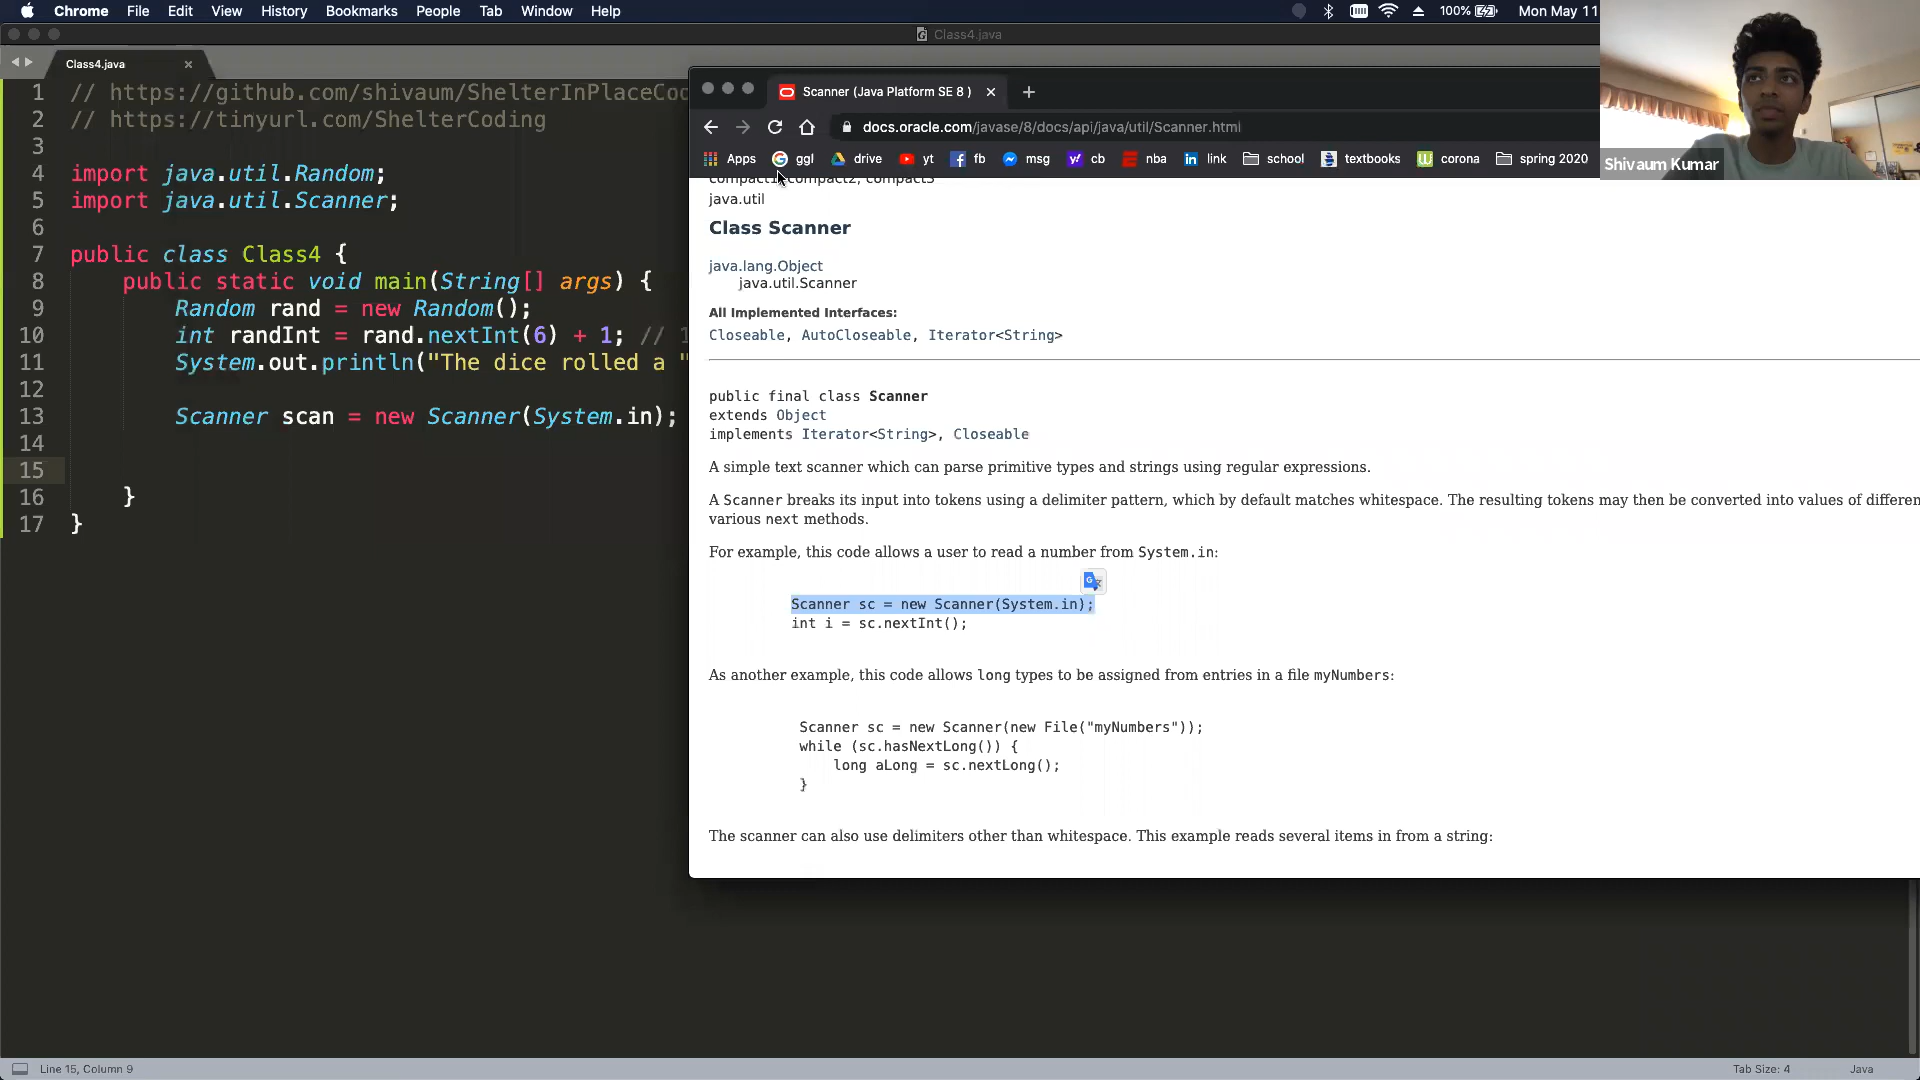 Chrome File Edit View History Bookmarks People Tab Window Help 100% Mon May 11
Class4.java
Class4.java
1 // https://github.com/shivaum/ShelterInPlaceCod
2 // https://tinyurl.com/ShelterCoding
3
4 import java.util.Random;
5 import java.util.Scanner;
6
7 public class Class4 {
8 public static void main(String[] args) {
9 Random rand = new Random();
10 int randInt = rand.nextInt(6) + 1; // 1
11 System.out.println("The dice rolled a "
12
13 Scanner scan = new Scanner(System.in);
14
15
16 }
17 }
Line 15, Column 9
Tab Size: 4 Java
Scanner (Java Platform SE 8 )
docs.oracle.com/javase/8/docs/api/java/util/Scanner.html
Apps ggl drive yt fb msg cb nba link school textbooks corona spring 2020
compact1, compact2, compact3
java.util
Class Scanner
java.lang.Object
java.util.Scanner
All Implemented Interfaces:
Closeable, AutoCloseable, Iterator<String>
public final class Scanner
extends Object
implements Iterator<String>, Closeable
A simple text scanner which can parse primitive types and strings using regular expressions.
A Scanner breaks its input into tokens using a delimiter pattern, which by default matches whitespace. The resulting tokens may then be converted into values of differen
various next methods.
For example, this code allows a user to read a number from System.in:
Scanner sc = new Scanner(System.in);
int i = sc.nextInt();
As another example, this code allows long types to be assigned from entries in a file myNumbers:
Scanner sc = new Scanner(new File("myNumbers"));
while (sc.hasNextLong()) {
long aLong = sc.nextLong();
}
The scanner can also use delimiters other than whitespace. This example reads several items in from a string:
Shivaum Kumar